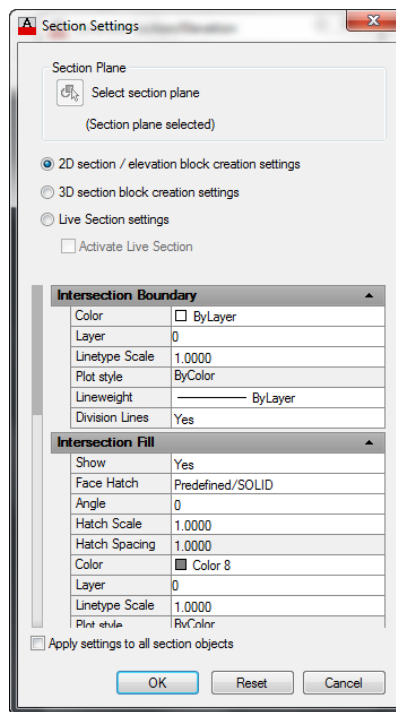 Section Settings
Section Plane
Select section plane
(Section plane selected)
2D section / elevation block creation settings
3D section block creation settings
Live Section settings
Activate Live Section
Intersection Boundary
Color ByLayer
Layer 0
Linetype Scale 1.0000
Plot style ByColor
Lineweight ByLayer
Division Lines Yes
Intersection Fill
Show Yes
Face Hatch Predefined/SOLID
Angle 0
Hatch Scale 1.0000
Hatch Spacing 1.0000
Color Color 8
Layer 0
Linetype Scale 1.0000
Plot style ByColor
Apply settings to all section objects
OK Reset Cancel